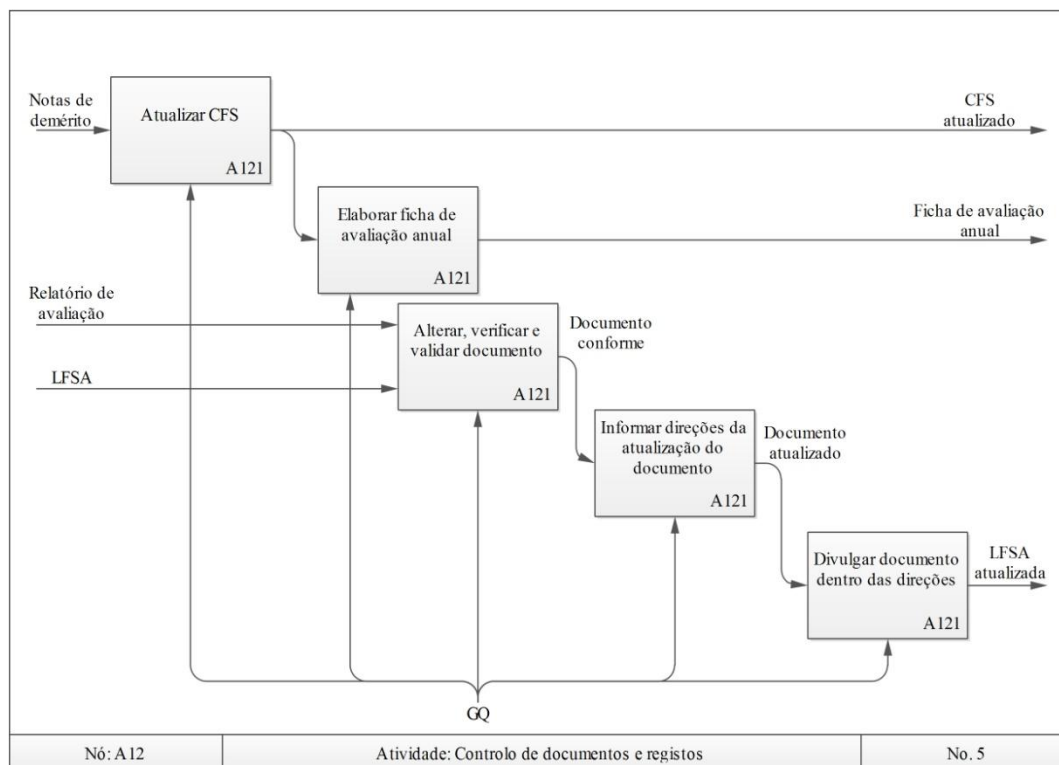 Notas de
demérito
Atualizar CFS
A121
CFS
atualizado
Elaborar ficha de
avaliação anual
A121
Ficha de avaliação
anual
Relatório de
avaliação
LFSA
Alterar, verificar e
validar documento
A121
Documento
conforme
Informar direções da
atualização do
documento
A121
Documento
atualizado
Divulgar documento
dentro das direções
A121
LFSA
atualizada
GQ
Nó: A12
Atividade: Controlo de documentos e registos
No. 5